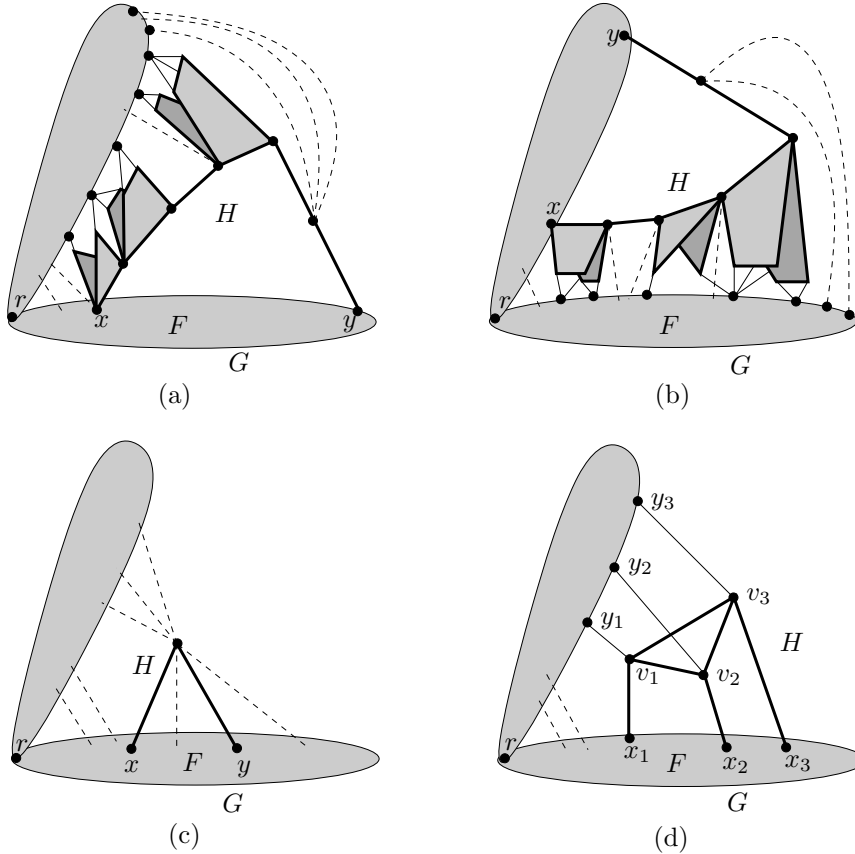 H
r
x
F
y
G
(a)
y
H
x
r
F
G
(b)
H
r
x
F
y
G
(c)
y₃
y₂
y₁
v₃
H
v₁
v₂
r
x₁
F
x₂
x₃
G
(d)